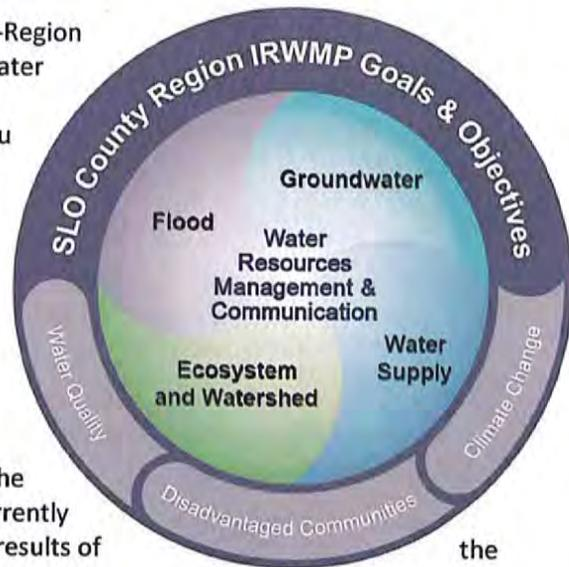 -Region
ater
u
SLO County Region IRWMP Goals & Objectives
Groundwater
Flood
Water
Resources
Management &
Communication
Water
Supply
Ecosystem
and Watershed
Water Quality
Disadvantaged Communities
Climate Change
he
rrently
results of
the